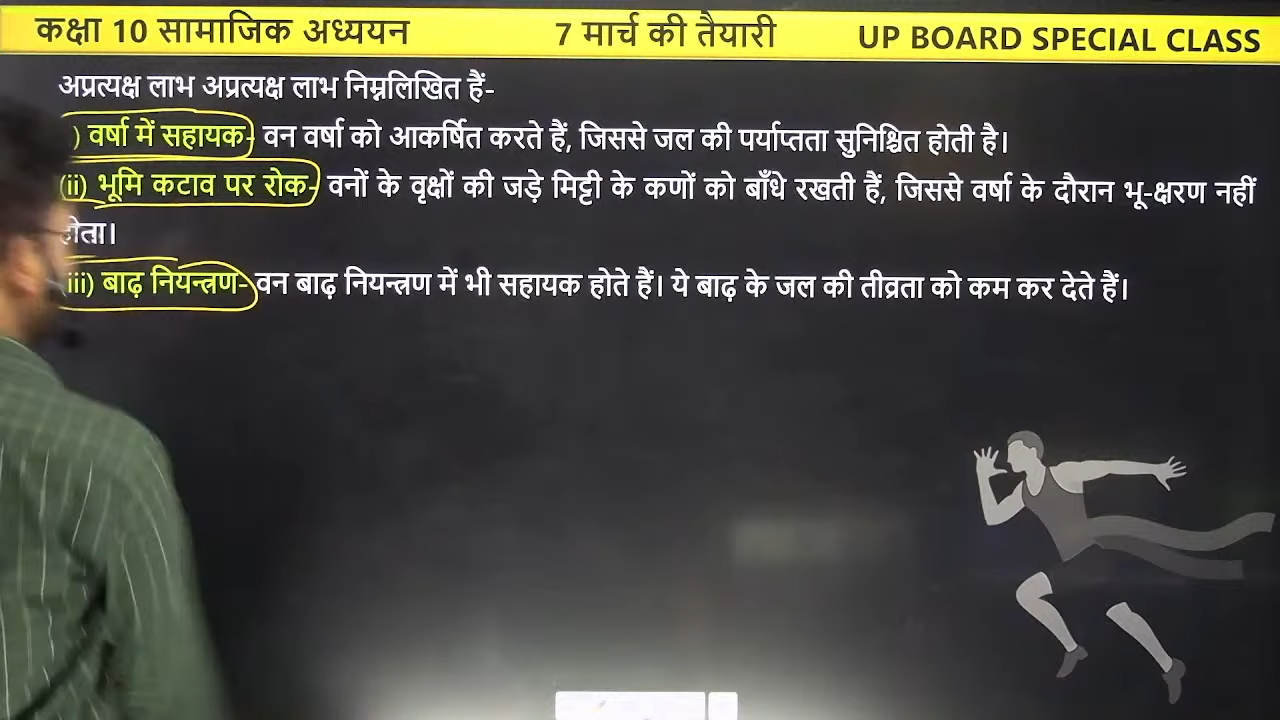 कक्षा 10 सामाजिक अध्ययन 7 मार्च की तैयारी UP BOARD SPECIAL CLASS
अप्रत्यक्ष लाभ अप्रत्यक्ष लाभ निम्नलिखित हैं-
) वर्षा में सहायक- वन वर्षा को आकर्षित करते हैं, जिससे जल की पर्याप्तता सुनिश्चित होती है।
(ii) भूमि कटाव पर रोक- वनों के वृक्षों की जड़े मिट्टी के कणों को बाँधे रखती हैं, जिससे वर्षा के दौरान भू-क्षरण नहीं
होता।
iii) बाढ़ नियन्त्रण- वन बाढ़ नियन्त्रण में भी सहायक होते हैं। ये बाढ़ के जल की तीव्रता को कम कर देते हैं।